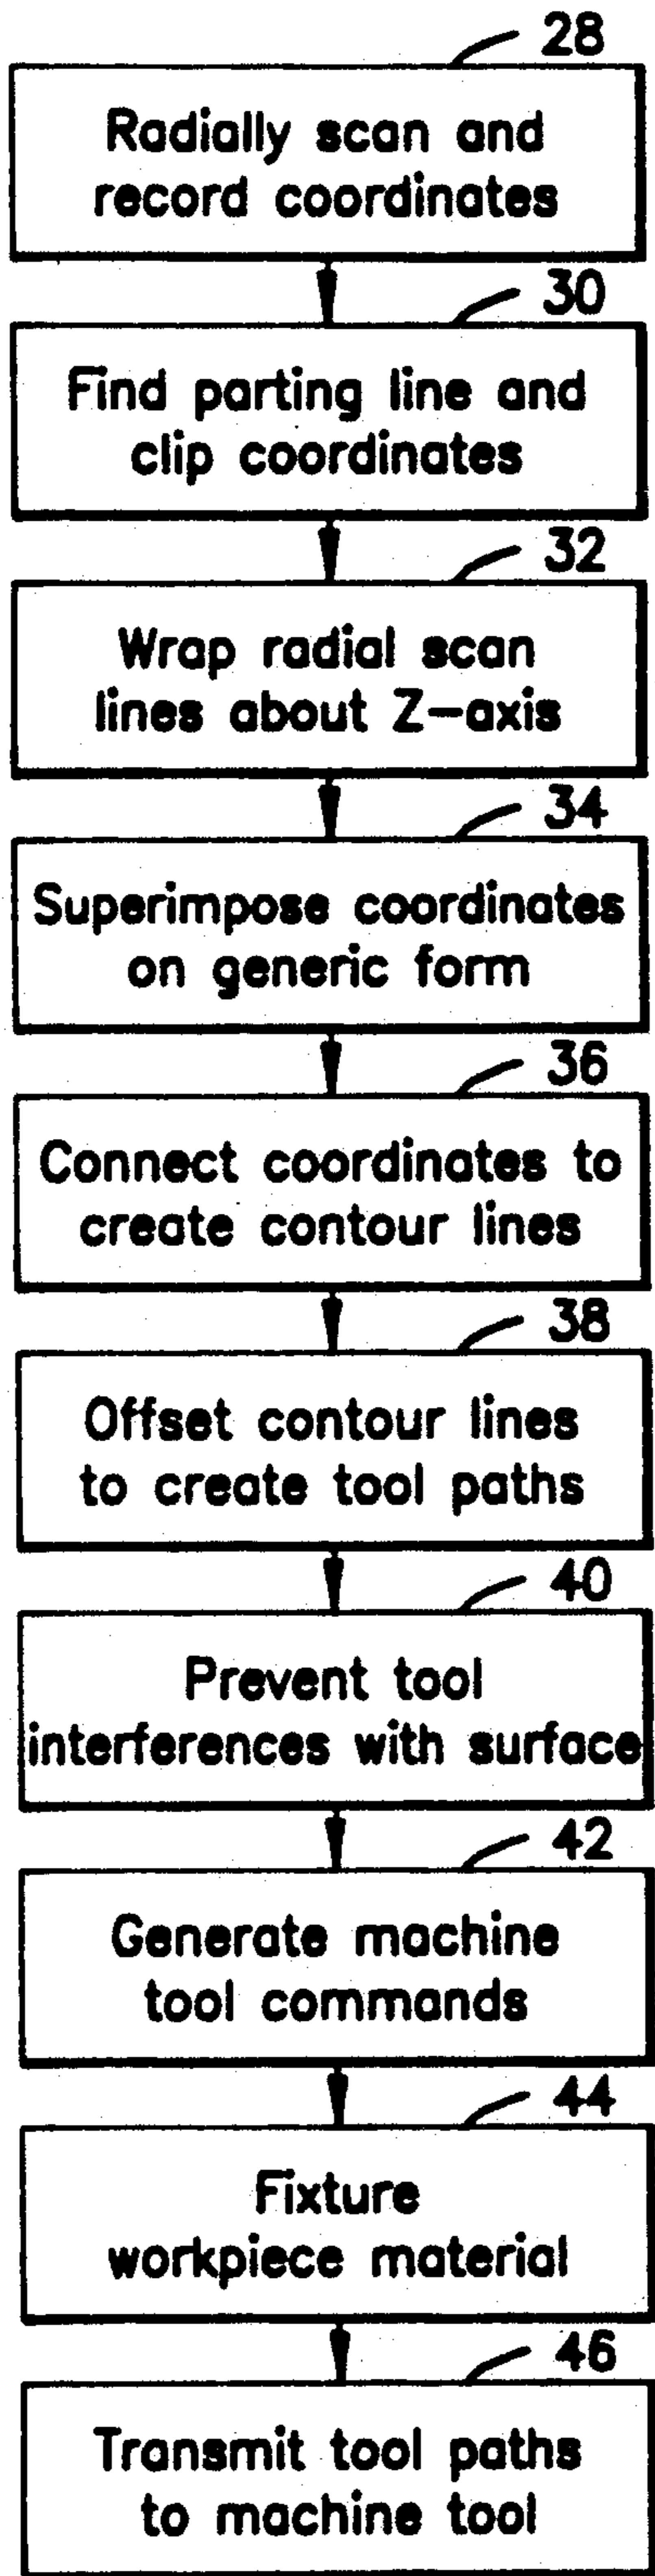 28
Radially scan and
record coordinates
30
Find parting line and
clip coordinates
32
Wrap radial scan
lines about Z-axis
34
Superimpose coordinates
on generic form
36
Connect coordinates to
create contour lines
38
Offset contour lines
to create tool paths
40
Prevent tool
interferences with surface
42
Generate machine
tool commands
44
Fixture
workpiece material
46
Transmit tool paths
to machine tool